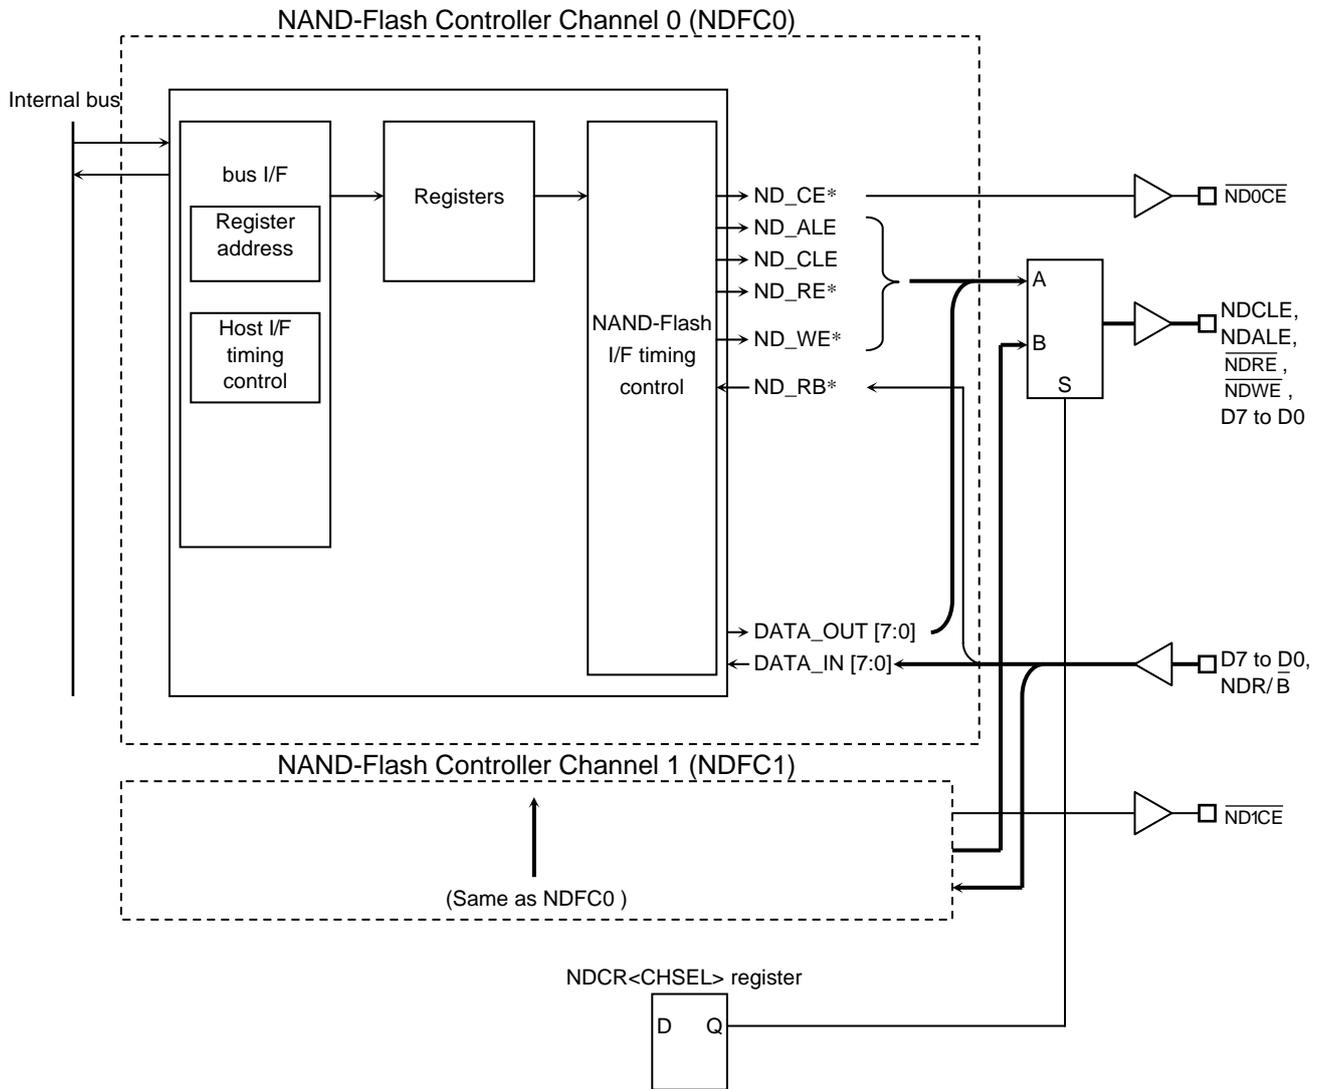 NAND-Flash Controller Channel 0 (NDFC0)
Internal bus
bus I/F
Register
address
Host I/F
timing
control
Registers
NAND-Flash
I/F timing
control
ND_CE*
ND_ALE
ND_CLE
ND_RE*
ND_WE*
ND_RB*
DATA_OUT [7:0]
DATA_IN [7:0]
A
B
S
ND0CE
NDCLE,
NDALE,
NDRE ,
NDWE ,
D7 to D0
D7 to D0,
NDR/ B
NAND-Flash Controller Channel 1 (NDFC1)
(Same as NDFC0 )
ND1CE
NDCR<CHSEL> register
D Q